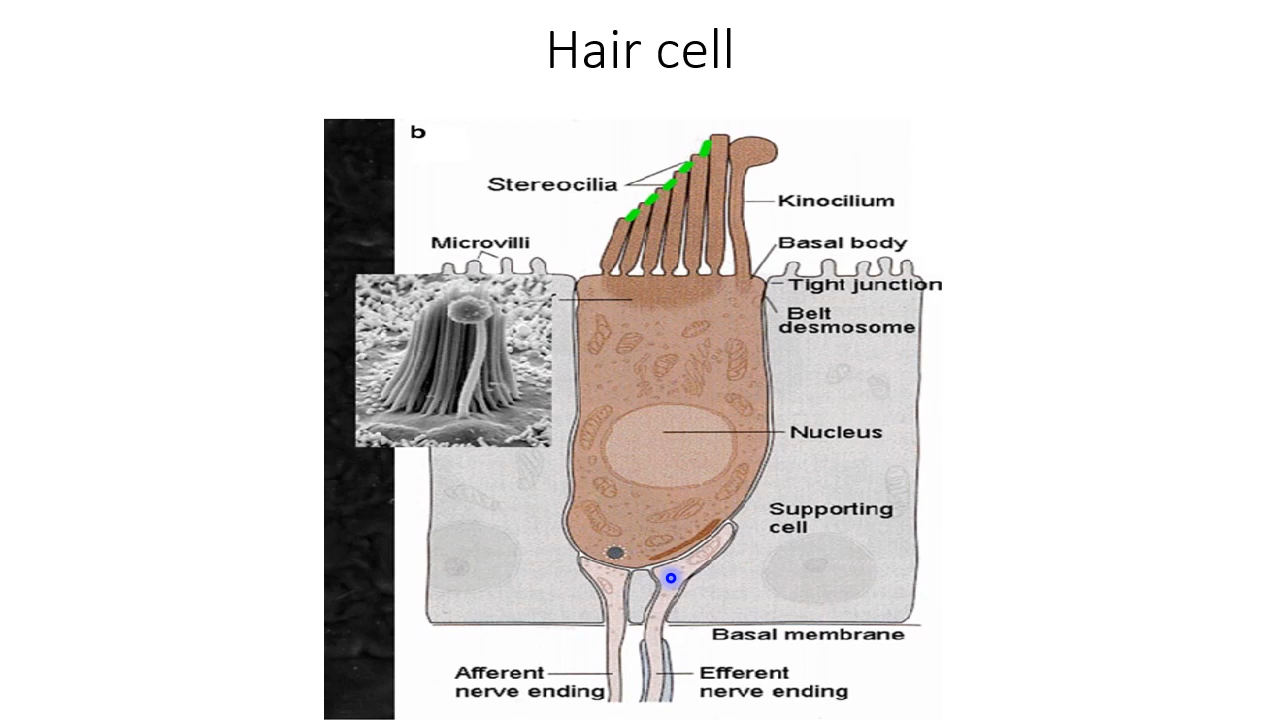 Hair cell
b
Stereocilia
Kinocilium
Microvilli
Basal body
Tight junction
Belt
desmosome
Nucleus
Supporting
cell
Basal membrane
Afferent
nerve ending
Efferent
nerve ending